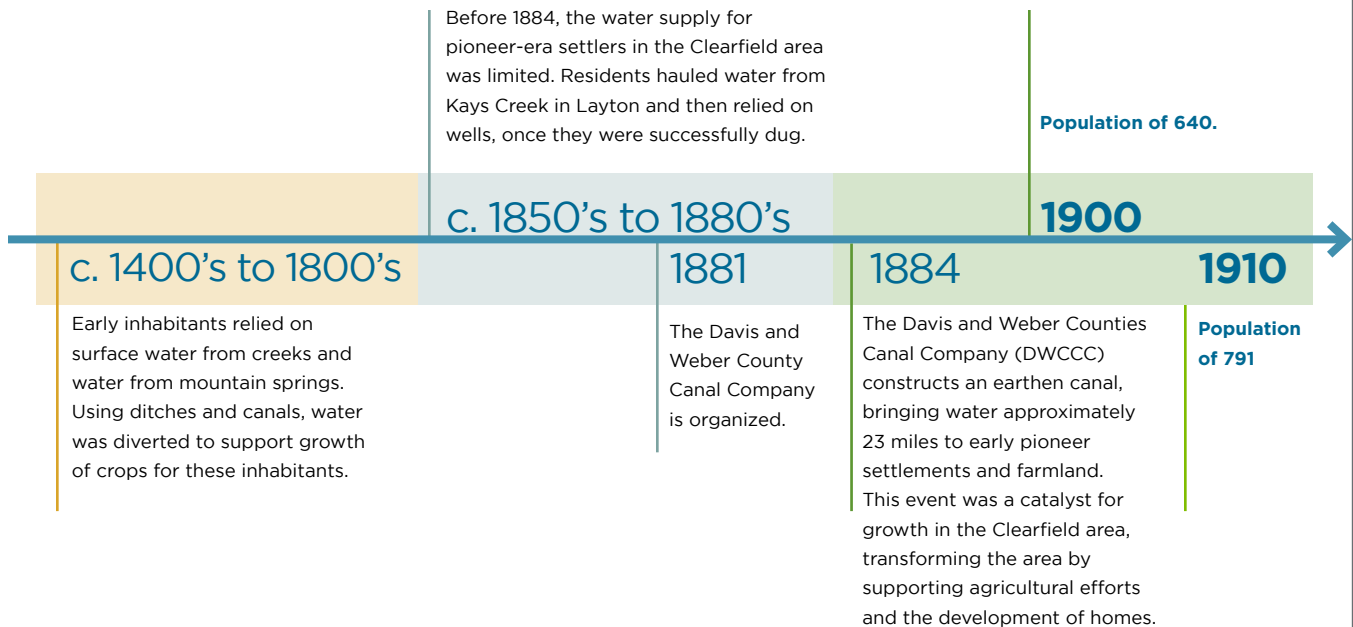 Before 1884, the water supply for
pioneer-era settlers in the Clearfield area
was limited. Residents hauled water from
Kays Creek in Layton and then relied on
wells, once they were successfully dug.
Population of 640.
c. 1850's to 1880's
1900
c. 1400's to 1800's
1881
1884
1910
Early inhabitants relied on
surface water from creeks and
water from mountain springs.
Using ditches and canals, water
was diverted to support growth
of crops for these inhabitants.
The Davis and
Weber County
Canal Company
is organized.
The Davis and Weber Counties
Canal Company (DWCCC)
constructs an earthen canal,
bringing water approximately
23 miles to early pioneer
settlements and farmland.
This event was a catalyst for
growth in the Clearfield area,
transforming the area by
supporting agricultural efforts
and the development of homes.
Population
of 791